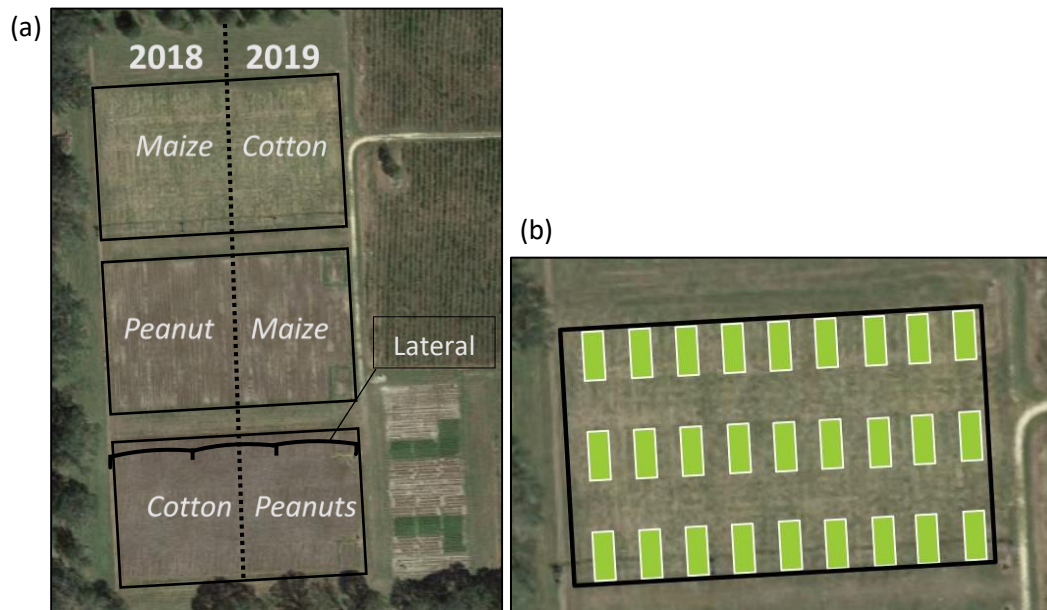 (a)
2018 2019
Maize Cotton
Peanut Maize
Lateral
Cotton Peanuts
(b)